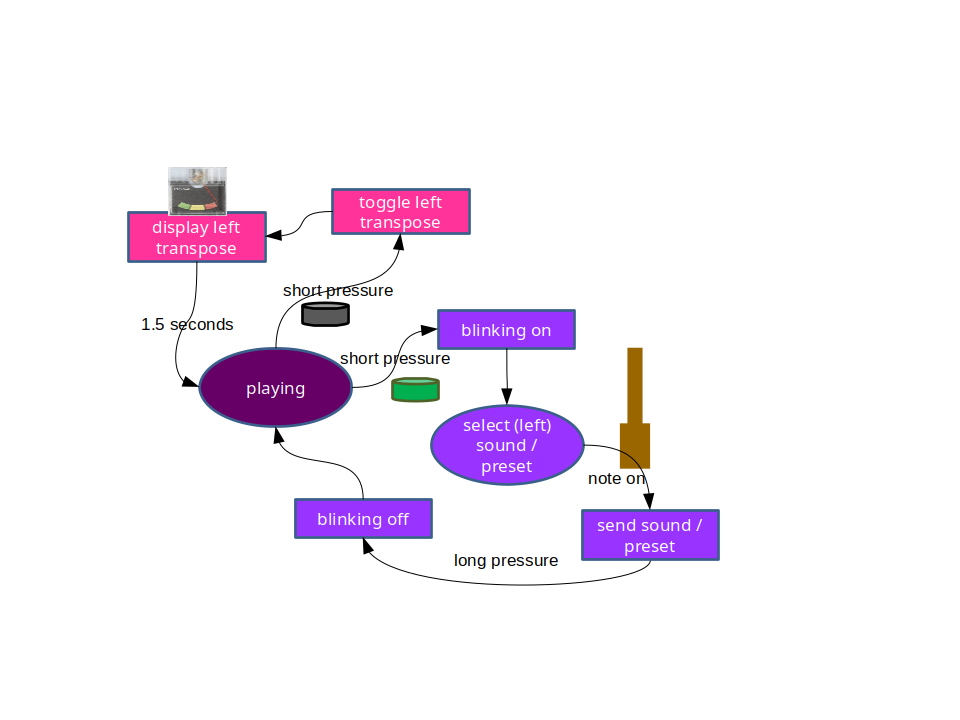 toggle left
transpose
display left
transpose
short pressure
1.5 seconds
blinking on
short pressure
playing
select (left)
sound /
preset
note on
blinking off
send sound /
preset
long pressure